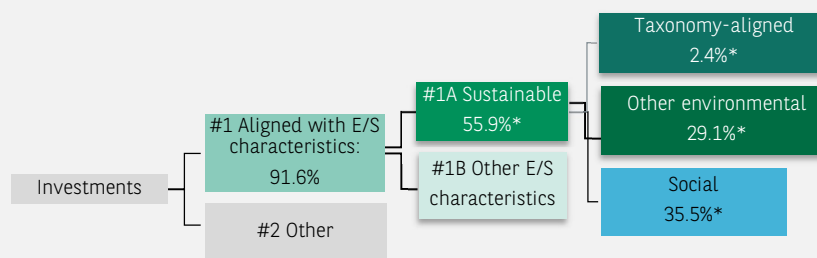 Investments
#1 Aligned with E/S
characteristics:
91.6%
#2 Other
#1A Sustainable
55.9%*
#1B Other E/S
characteristics
Taxonomy-aligned
2.4%*
Other environmental
29.1%*
Social
35.5%*